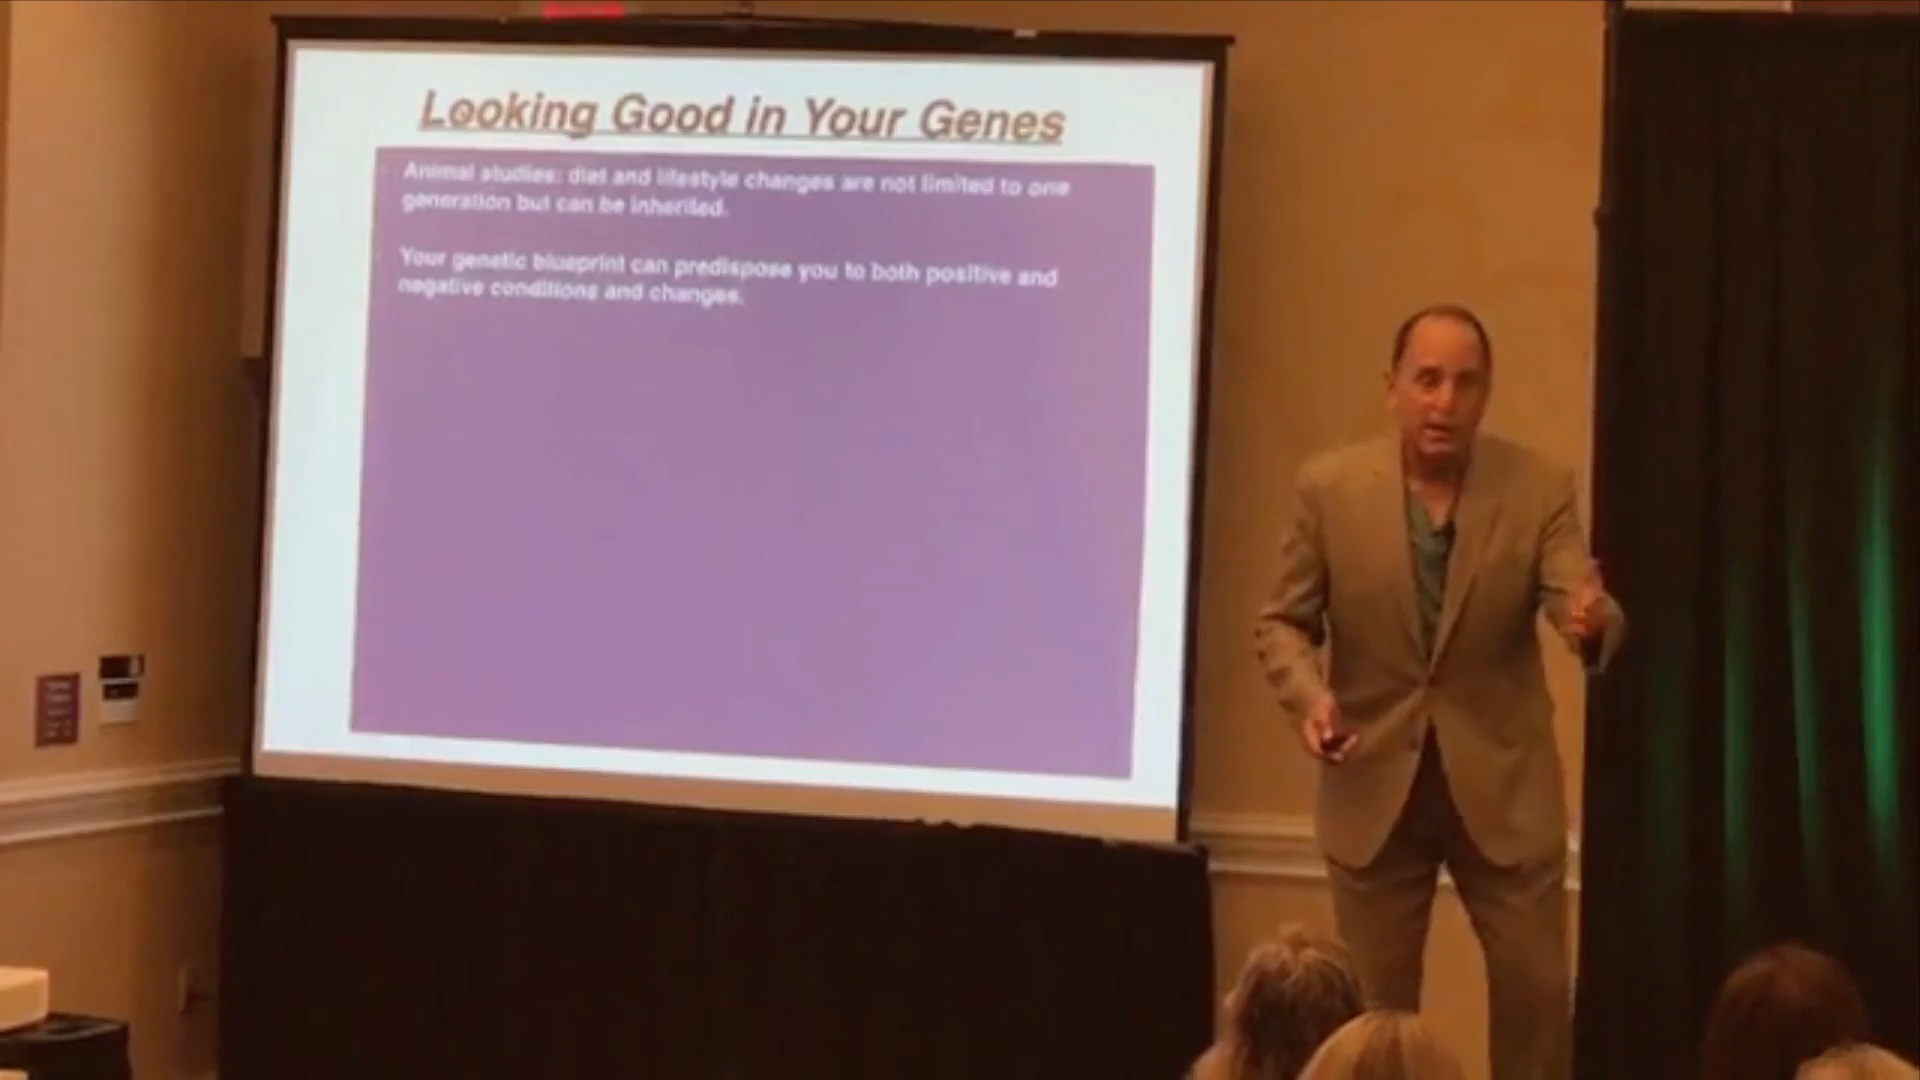 Looking Good in Your Genes
Animal studies: diet and lifestyle changes are not limited to one
generation but can be inherited.
Your genetic blueprint can predispose you to both positive and
negative conditions and changes.